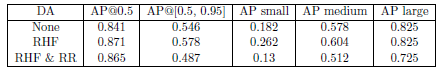 DA AP@0.5 AP@[0.5, 0.95] AP small AP medium AP large
None 0.841 0.546 0.182 0.578 0.825
RHF 0.871 0.578 0.262 0.604 0.825
RHF & RR 0.865 0.487 0.13 0.512 0.725